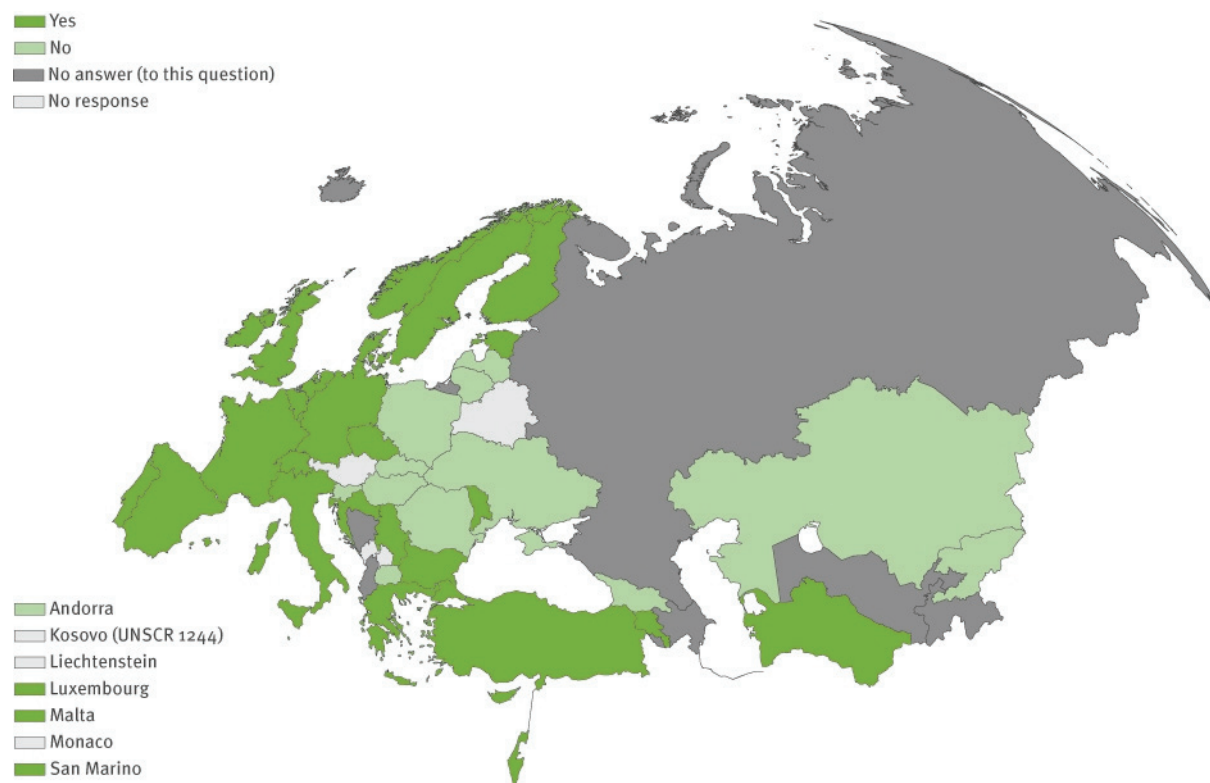 Yes
No
No answer (to this question)
No response
Andorra
Kosovo (UNSCR 1244)
Liechtenstein
Luxembourg
Malta
Monaco
San Marino